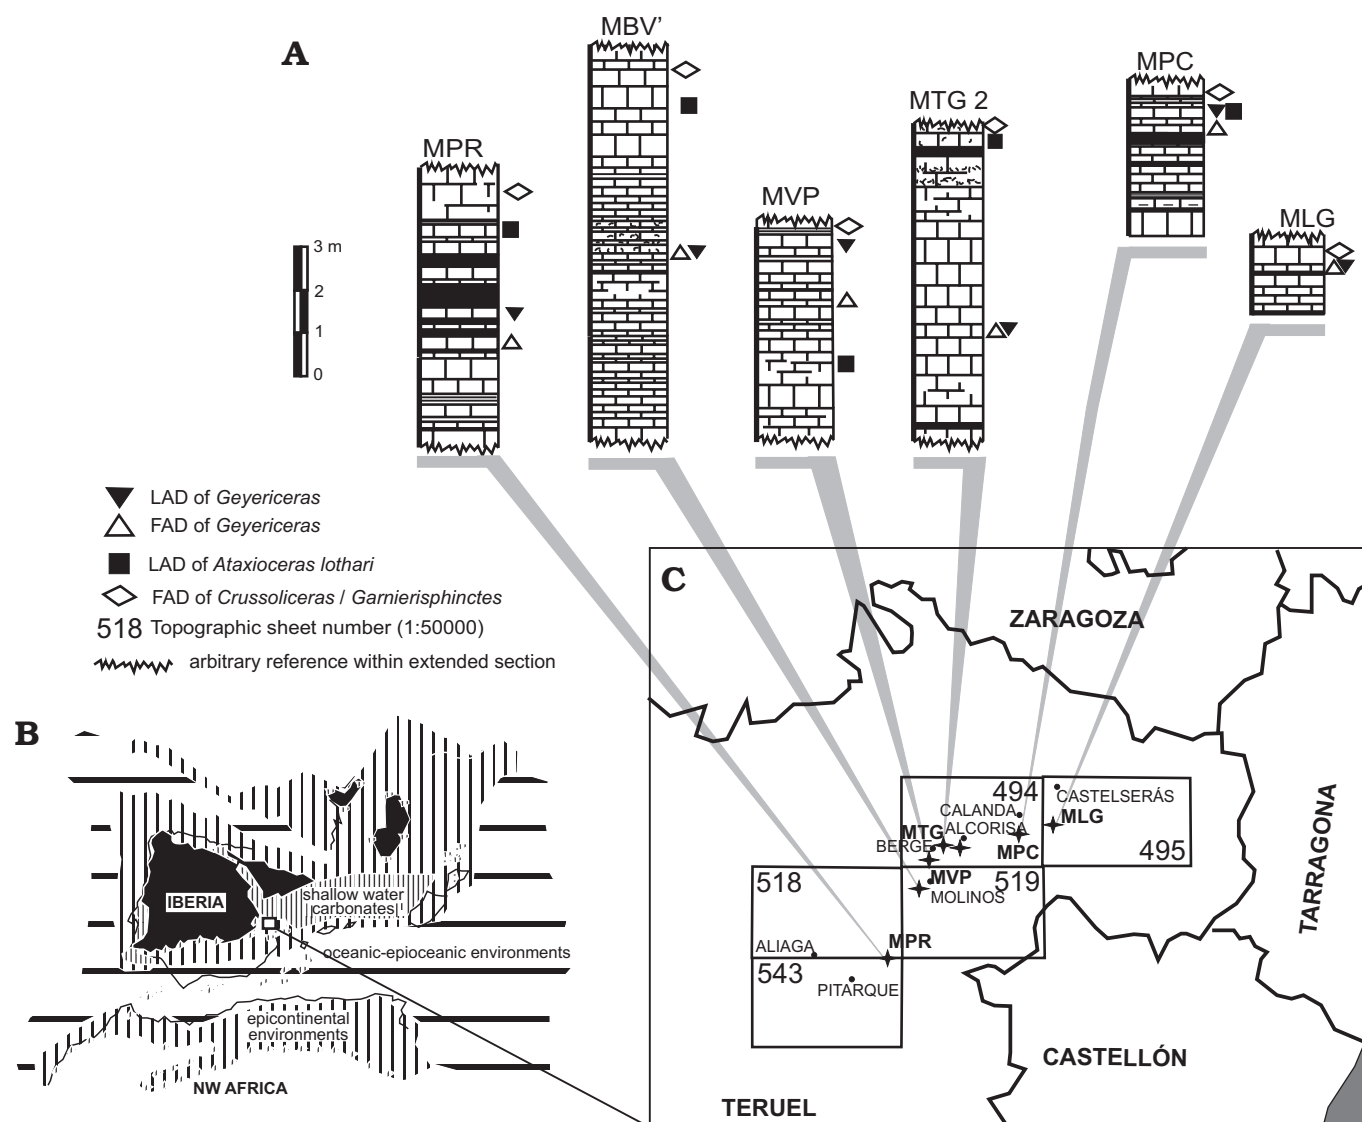 A
MPR
MBV'
MVP
MTG 2
MPC
MLG
3 m
2
1
0
LAD of Geyericeras
FAD of Geyericeras
LAD of Ataxioceras lothari
FAD of Crussoliceras / Garnierisphinctes
518 Topographic sheet number (1:50000)
arbitrary reference within extended section
B
IBERIA
shallow water
carbonates
oceanic-epioceanic environments
epicontinental
environments
NW AFRICA
C
ZARAGOZA
494
CALANDA
CASTELSERÁS
MTG
ALCORISA
MLG
BERGE
MPC
495
518
MVP
519
MOLINOS
ALIAGA
MPR
543
PITARQUE
TARRAGONA
CASTELLÓN
TERUEL